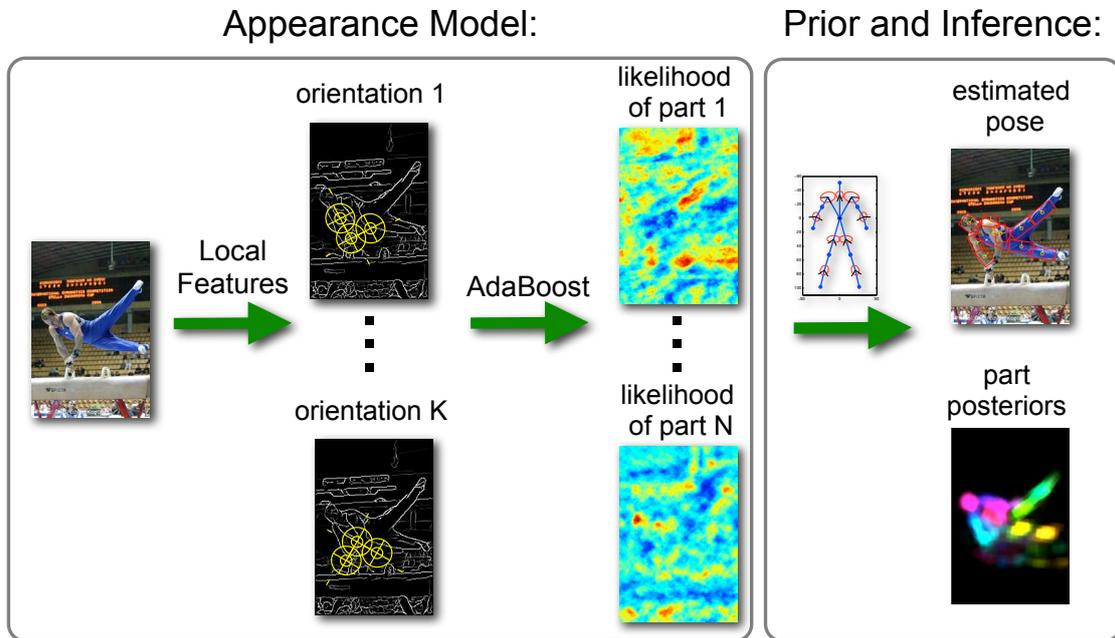 Appearance Model:
Prior and Inference:
orientation 1
likelihood
of part 1
estimated
pose
Local
Features
AdaBoost
orientation K
likelihood
of part N
part
posteriors